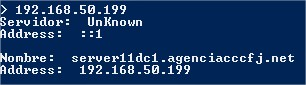 > 192.168.50.199
Servidor:  UnKnown
Address:  ::1
Nombre:  server11dc1.agenciacccfj.net
Address:  192.168.50.199